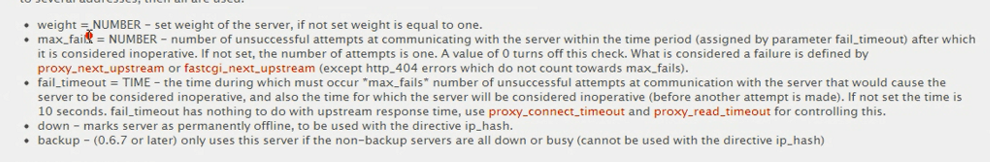 to several addresses, then all are used.
weight = NUMBER - set weight of the server, if not set weight is equal to one.
max_fails = NUMBER - number of unsuccessful attempts at communicating with the server within the time period (assigned by parameter fail_timeout) after which
it is considered inoperative. If not set, the number of attempts is one. A value of 0 turns off this check. What is considered a failure is defined by
proxy_next_upstream or fastcgi_next_upstream (except http_404 errors which do not count towards max_fails).
fail_timeout = TIME - the time during which must occur "max_fails" number of unsuccessful attempts at communication with the server that would cause the
server to be considered inoperative, and also the time for which the server will be considered inoperative (before another attempt is made). If not set the time is
10 seconds. fail_timeout has nothing to do with upstream response time, use proxy_connect_timeout and proxy_read_timeout for controlling this.
down - marks server as permanently offline, to be used with the directive ip_hash.
backup - (0.6.7 or later) only uses this server if the non-backup servers are all down or busy (cannot be used with the directive ip_hash)